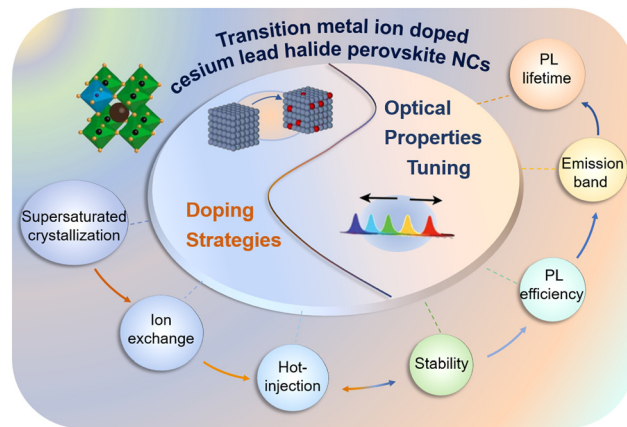 Transition metal ion doped
cesium lead halide perovskite NCs
PL
lifetime
Optical
Properties
Tuning
Emission
band
Supersaturated
crystallization
Doping
Strategies
PL
efficiency
Ion
exchange
Hot-
injection
Stability